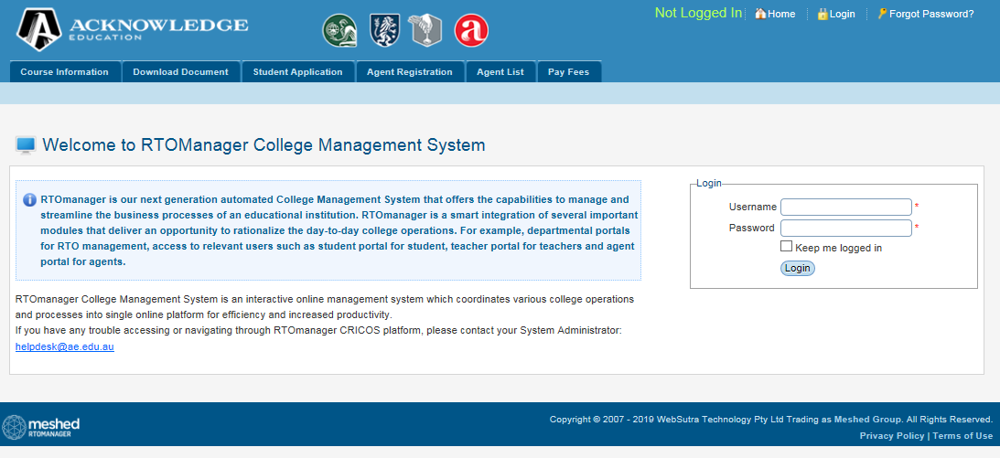 ACKNOWLEDGE
EDUCATION
Not Logged In
Home
Login
Forgot Password?
Course Information
Download Document
Student Application
Agent Registration
Agent List
Pay Fees
Welcome to RTOManager College Management System
RTOmanager is our next generation automated College Management System that offers the capabilities to manage and
streamline the business processes of an educational institution. RTOmanager is a smart integration of several important
modules that deliver an opportunity to rationalize the day-to-day college operations. For example, departmental portals
for RTO management, access to relevant users such as student portal for student, teacher portal for teachers and agent
portal for agents.
RTOmanager College Management System is an interactive online management system which coordinates various college operations
and processes into single online platform for efficiency and increased productivity.
If you have any trouble accessing or navigating through RTOmanager CRICOS platform, please contact your System Administrator:
helpdesk@ae.edu.au
Login
Username *
Password *
Keep me logged in
Login
meshed
RTOMANAGER
Copyright © 2007 - 2019 WebSutra Technology Pty Ltd Trading as Meshed Group. All Rights Reserved.
Privacy Policy | Terms of Use